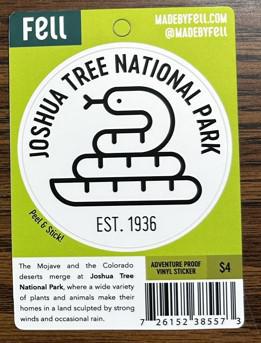 Fell
MADEBYFELL.COM
@MADEBYFELL
JOSHUA TREE NATIONAL PARK
EST. 1936
Peel & Stick!
The Mojave and the Colorado
deserts merge at Joshua Tree
National Park, where a wide variety
of plants and animals make their
homes in a land sculpted by strong
winds and occasional rain.
ADVENTURE PROOF
VINYL STICKER
$4
7 26152 38557 3